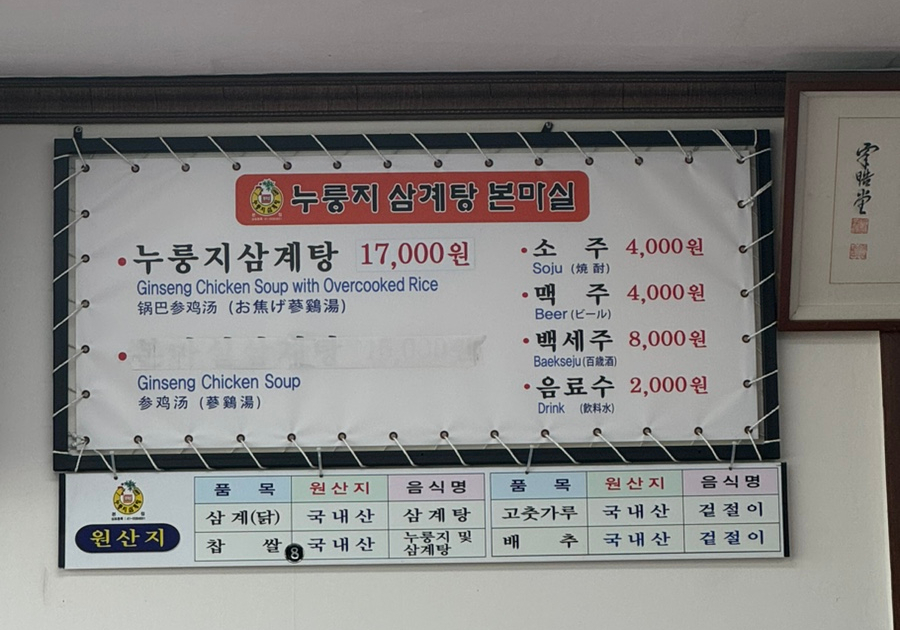 누룽지 삼계탕 본마실
누룽지삼계탕 17,000원
Ginseng Chicken Soup with Overcooked Rice
锅巴参鸡汤 (お焦げ蔘鷄湯)
Ginseng Chicken Soup
参鸡汤 (蔘鷄湯)
소 주 4,000원
Soju (焼酎)
맥 주 4,000원
Beer (ビール)
백세주 8,000원
Baekseju (百歳酒)
음료수 2,000원
Drink (飮料水)
원산지
품 목 원산지 음식명 품 목 원산지 음식명
삼계(닭) 국내산 삼계탕 고춧가루 국내산 겉절이
찹 쌀 국내산 누룽지 및 삼계탕 배 추 국내산 겉절이
8